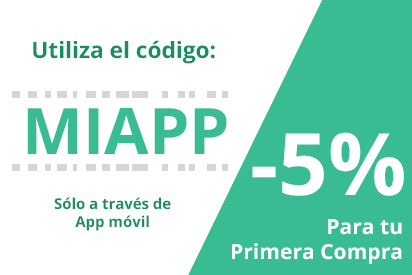 Utiliza el código:
MIAPP
Sólo a través de
App móvil
-5%
Para tu
Primera Compra